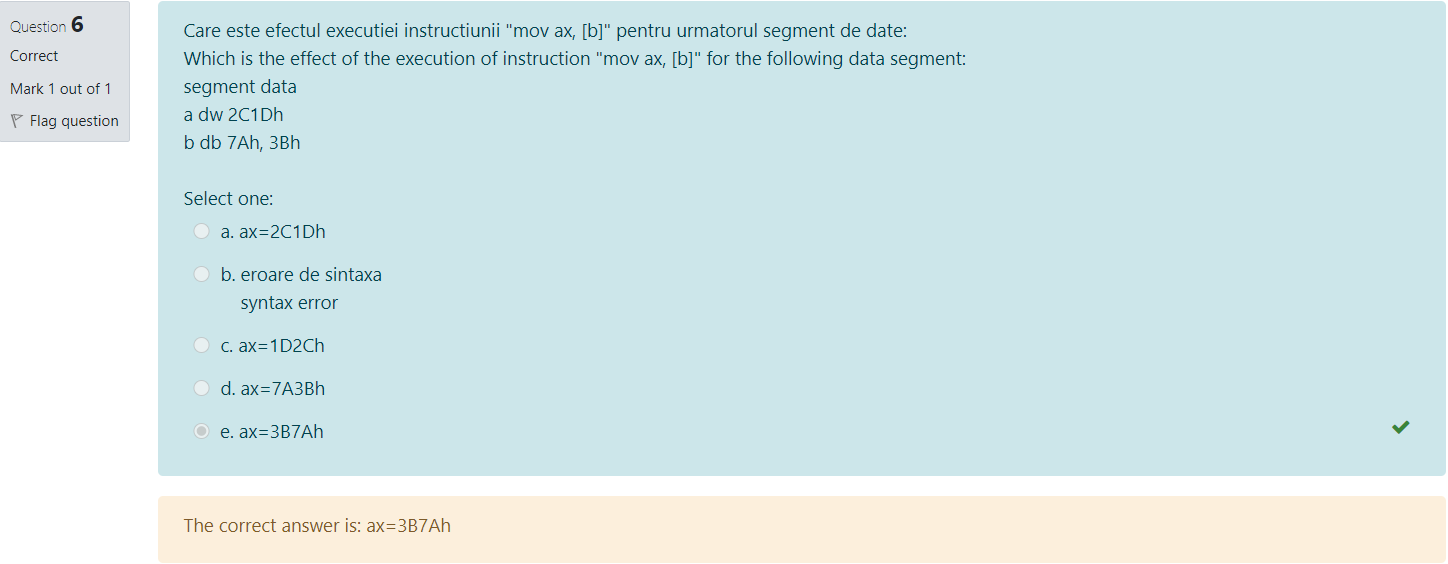 Question 6
Correct
Mark 1 out of 1
Flag question
Care este efectul executiei instructiunii "mov ax, [b]" pentru urmatorul segment de date:
Which is the effect of the execution of instruction "mov ax, [b]" for the following data segment:
segment data
a dw 2C1Dh
b db 7Ah, 3Bh
Select one:
a. ax=2C1Dh
b. eroare de sintaxa
syntax error
c. ax=1D2Ch
d. ax=7A3Bh
e. ax=3B7Ah
The correct answer is: ax=3B7Ah